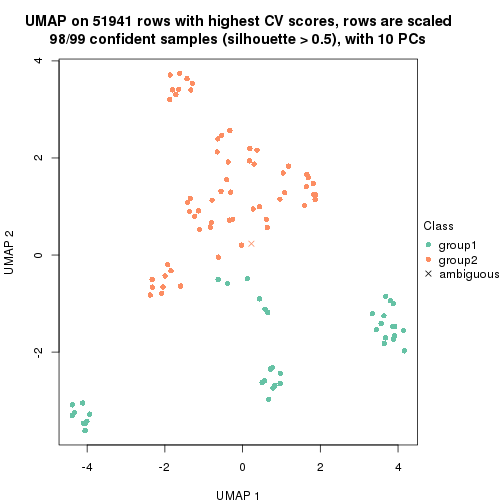 UMAP on 51941 rows with highest CV scores, rows are scaled
98/99 confident samples (silhouette > 0.5), with 10 PCs
4
2
0
-2
UMAP 2
-4
-2
0
2
4
UMAP 1
Class
group1
group2
ambiguous